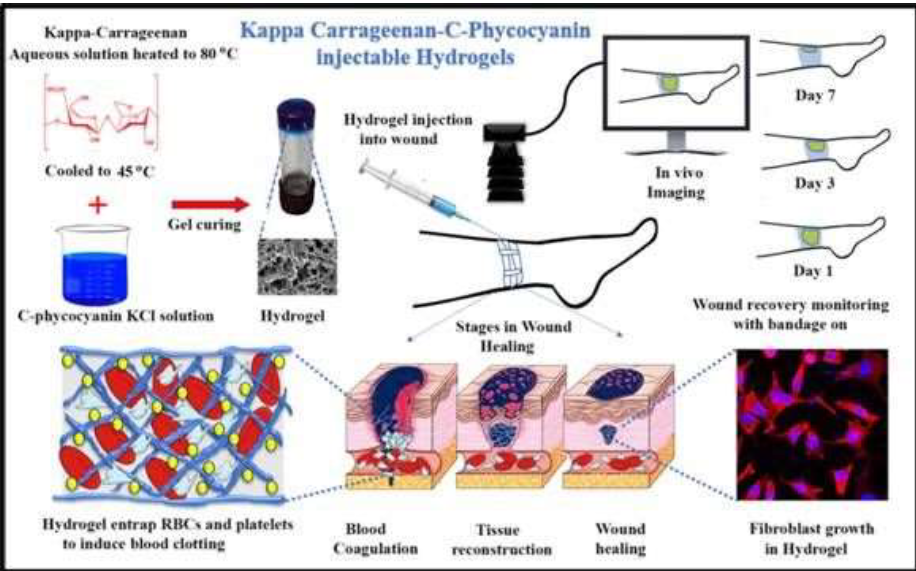 Kappa Carrageenan-C-Phycocyanin
injectable Hydrogels
Kappa-Carrageenan
Aqueous solution heated to 80 °C
Cooled to 45 °C
+
C-phycocyanin KCl solution
Gel curing
Hydrogel
Hydrogel injection
into wound
In vivo
Imaging
Day 7
Day 3
Day 1
Wound recovery monitoring
with bandage on
Stages in Wound
Healing
Hydrogel entrap RBCs and platelets
to induce blood clotting
Blood
Coagulation
Tissue
reconstruction
Wound
healing
Fibroblast growth
in Hydrogel